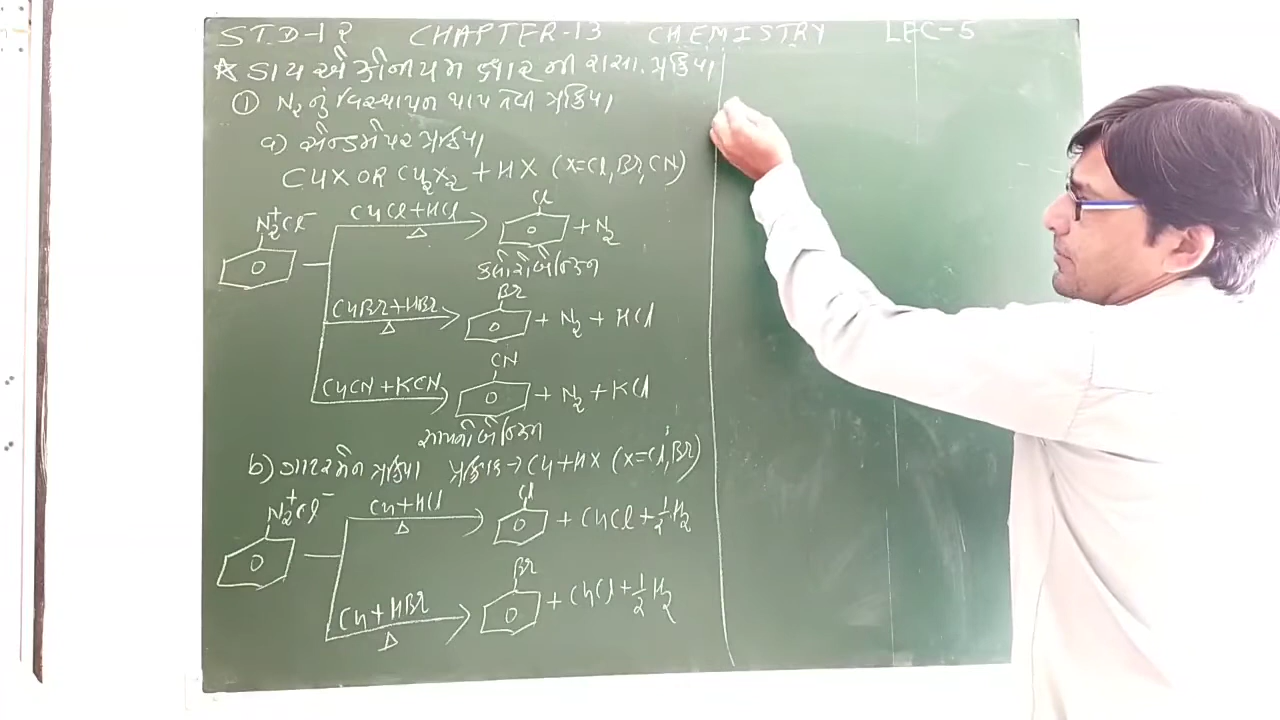 STD-12 CHAPTER-13 CHEMISTRY LEC-5
* ડાયએઝોનીયમ ક્ષાર ની રાસા. પ્રક્રિયા
① N₂ નું વિસ્થાપન થાય તેવી પ્રક્રિયા
a) સેન્ડમેયર પ્રક્રિયા
CuX OR Cu₂X₂ + HX (X=Cl, Br, CN)
N₂⁺Cl⁻ CuCl+HCl Δ Cl + N₂
ક્લોરોબેન્ઝિન
CuBr+HBr Δ Br + N₂ + HCl
CuCN+KCN CN + N₂ + KCl
સાયનોબેન્ઝિન
b) ગાટરમેન પ્રક્રિયા પ્રક્રિયક → Cu+HX (X=Cl, Br)
N₂⁺Cl⁻ Cu+HCl Δ Cl + CuCl + ½ H₂
Cu+HBr Δ Br + CuCl + ½ H₂